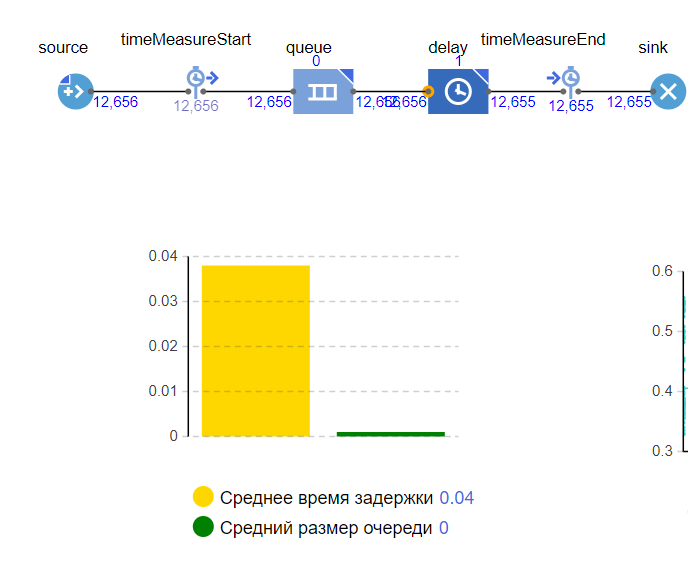 source timeMeasureStart queue delay timeMeasureEnd sink
0 1
12,656 12,656 12,656 12,656 12,656 12,655 12,655 12,655
0.04
0.03
0.02
0.01
0
0.6
0.5
0.4
0.3
Среднее время задержки 0.04
Средний размер очереди 0